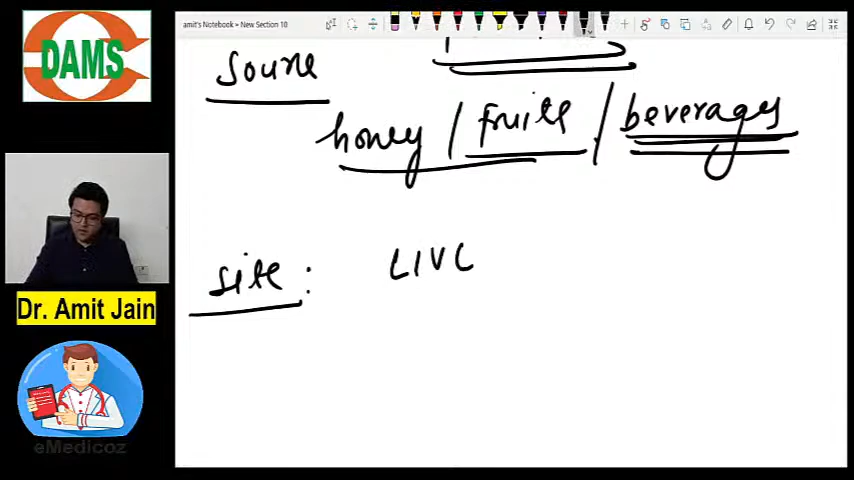 amit's Notebook > New Section 10
DAMS
Source
honey / fruits / beverages
site : LIVE
Dr. Amit Jain
eMedicoz